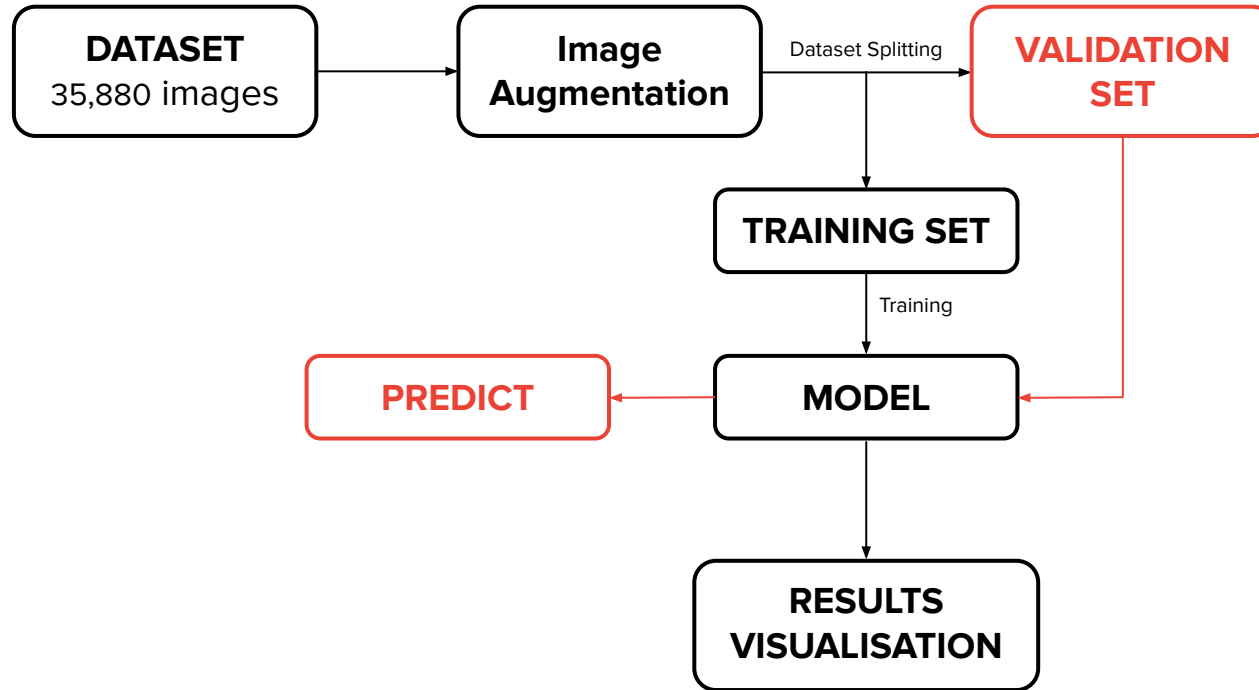 DATASET
35,880 images
Image
Augmentation
Dataset Splitting
VALIDATION
SET
TRAINING SET
Training
PREDICT
MODEL
RESULTS
VISUALISATION